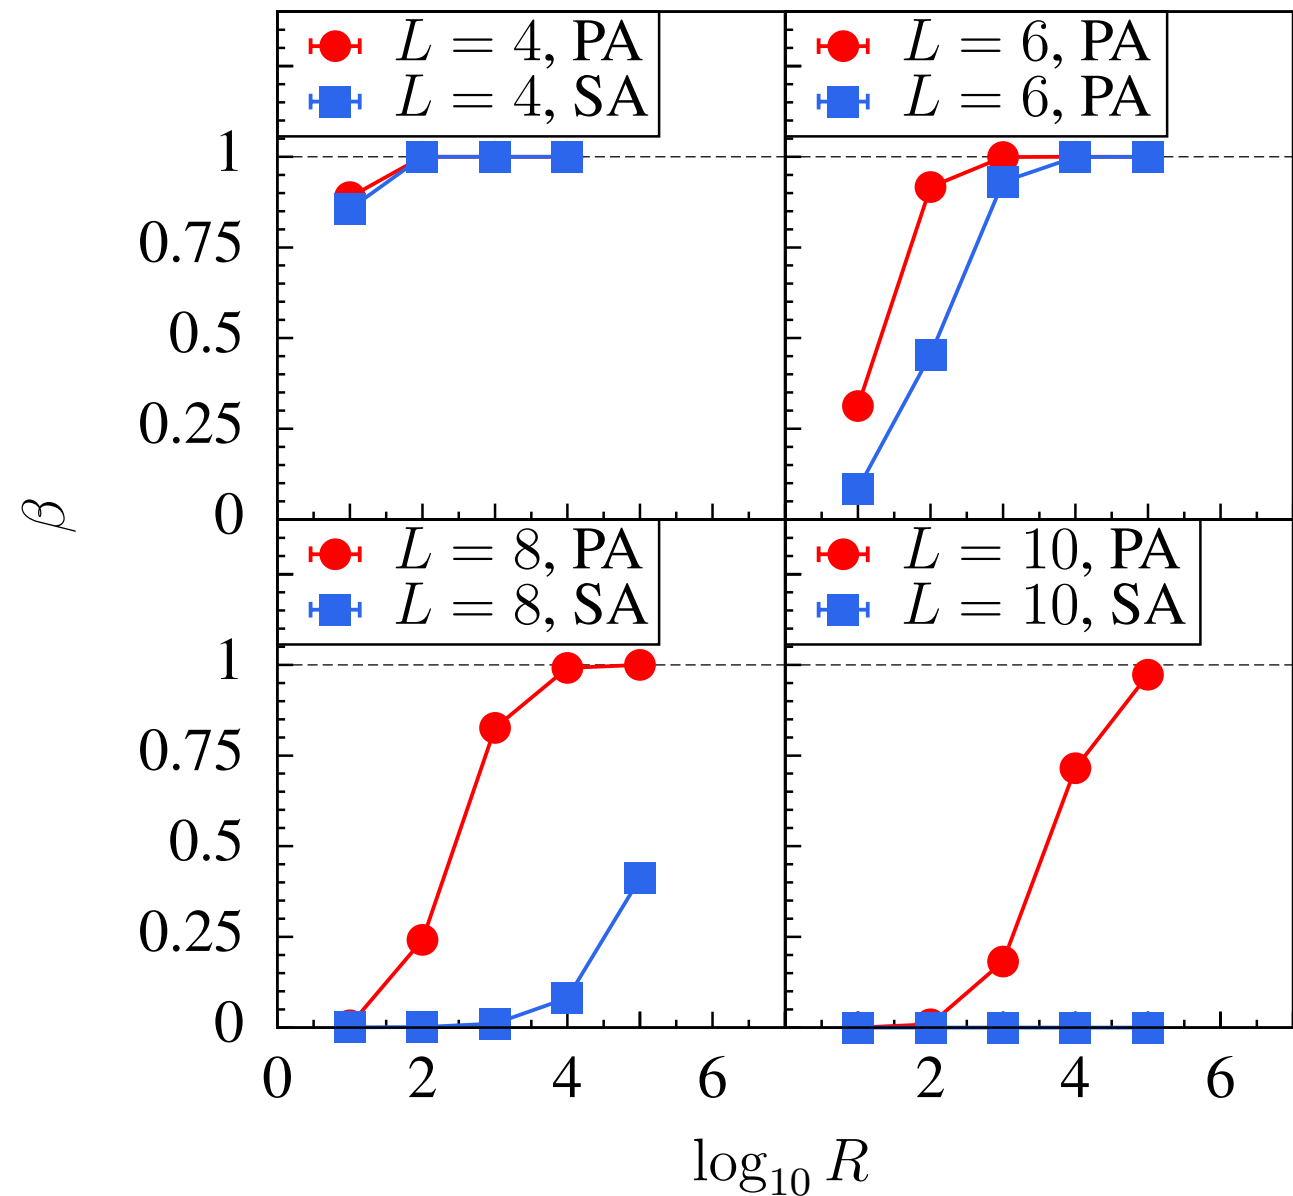 L = 4, PA
L = 4, SA
L = 6, PA
L = 6, PA
1
0.75
0.5
0.25
0
β
L = 8, PA
L = 8, SA
L = 10, PA
L = 10, SA
1
0.75
0.5
0.25
0
0 2 4 6 2 4 6
log₁₀ R